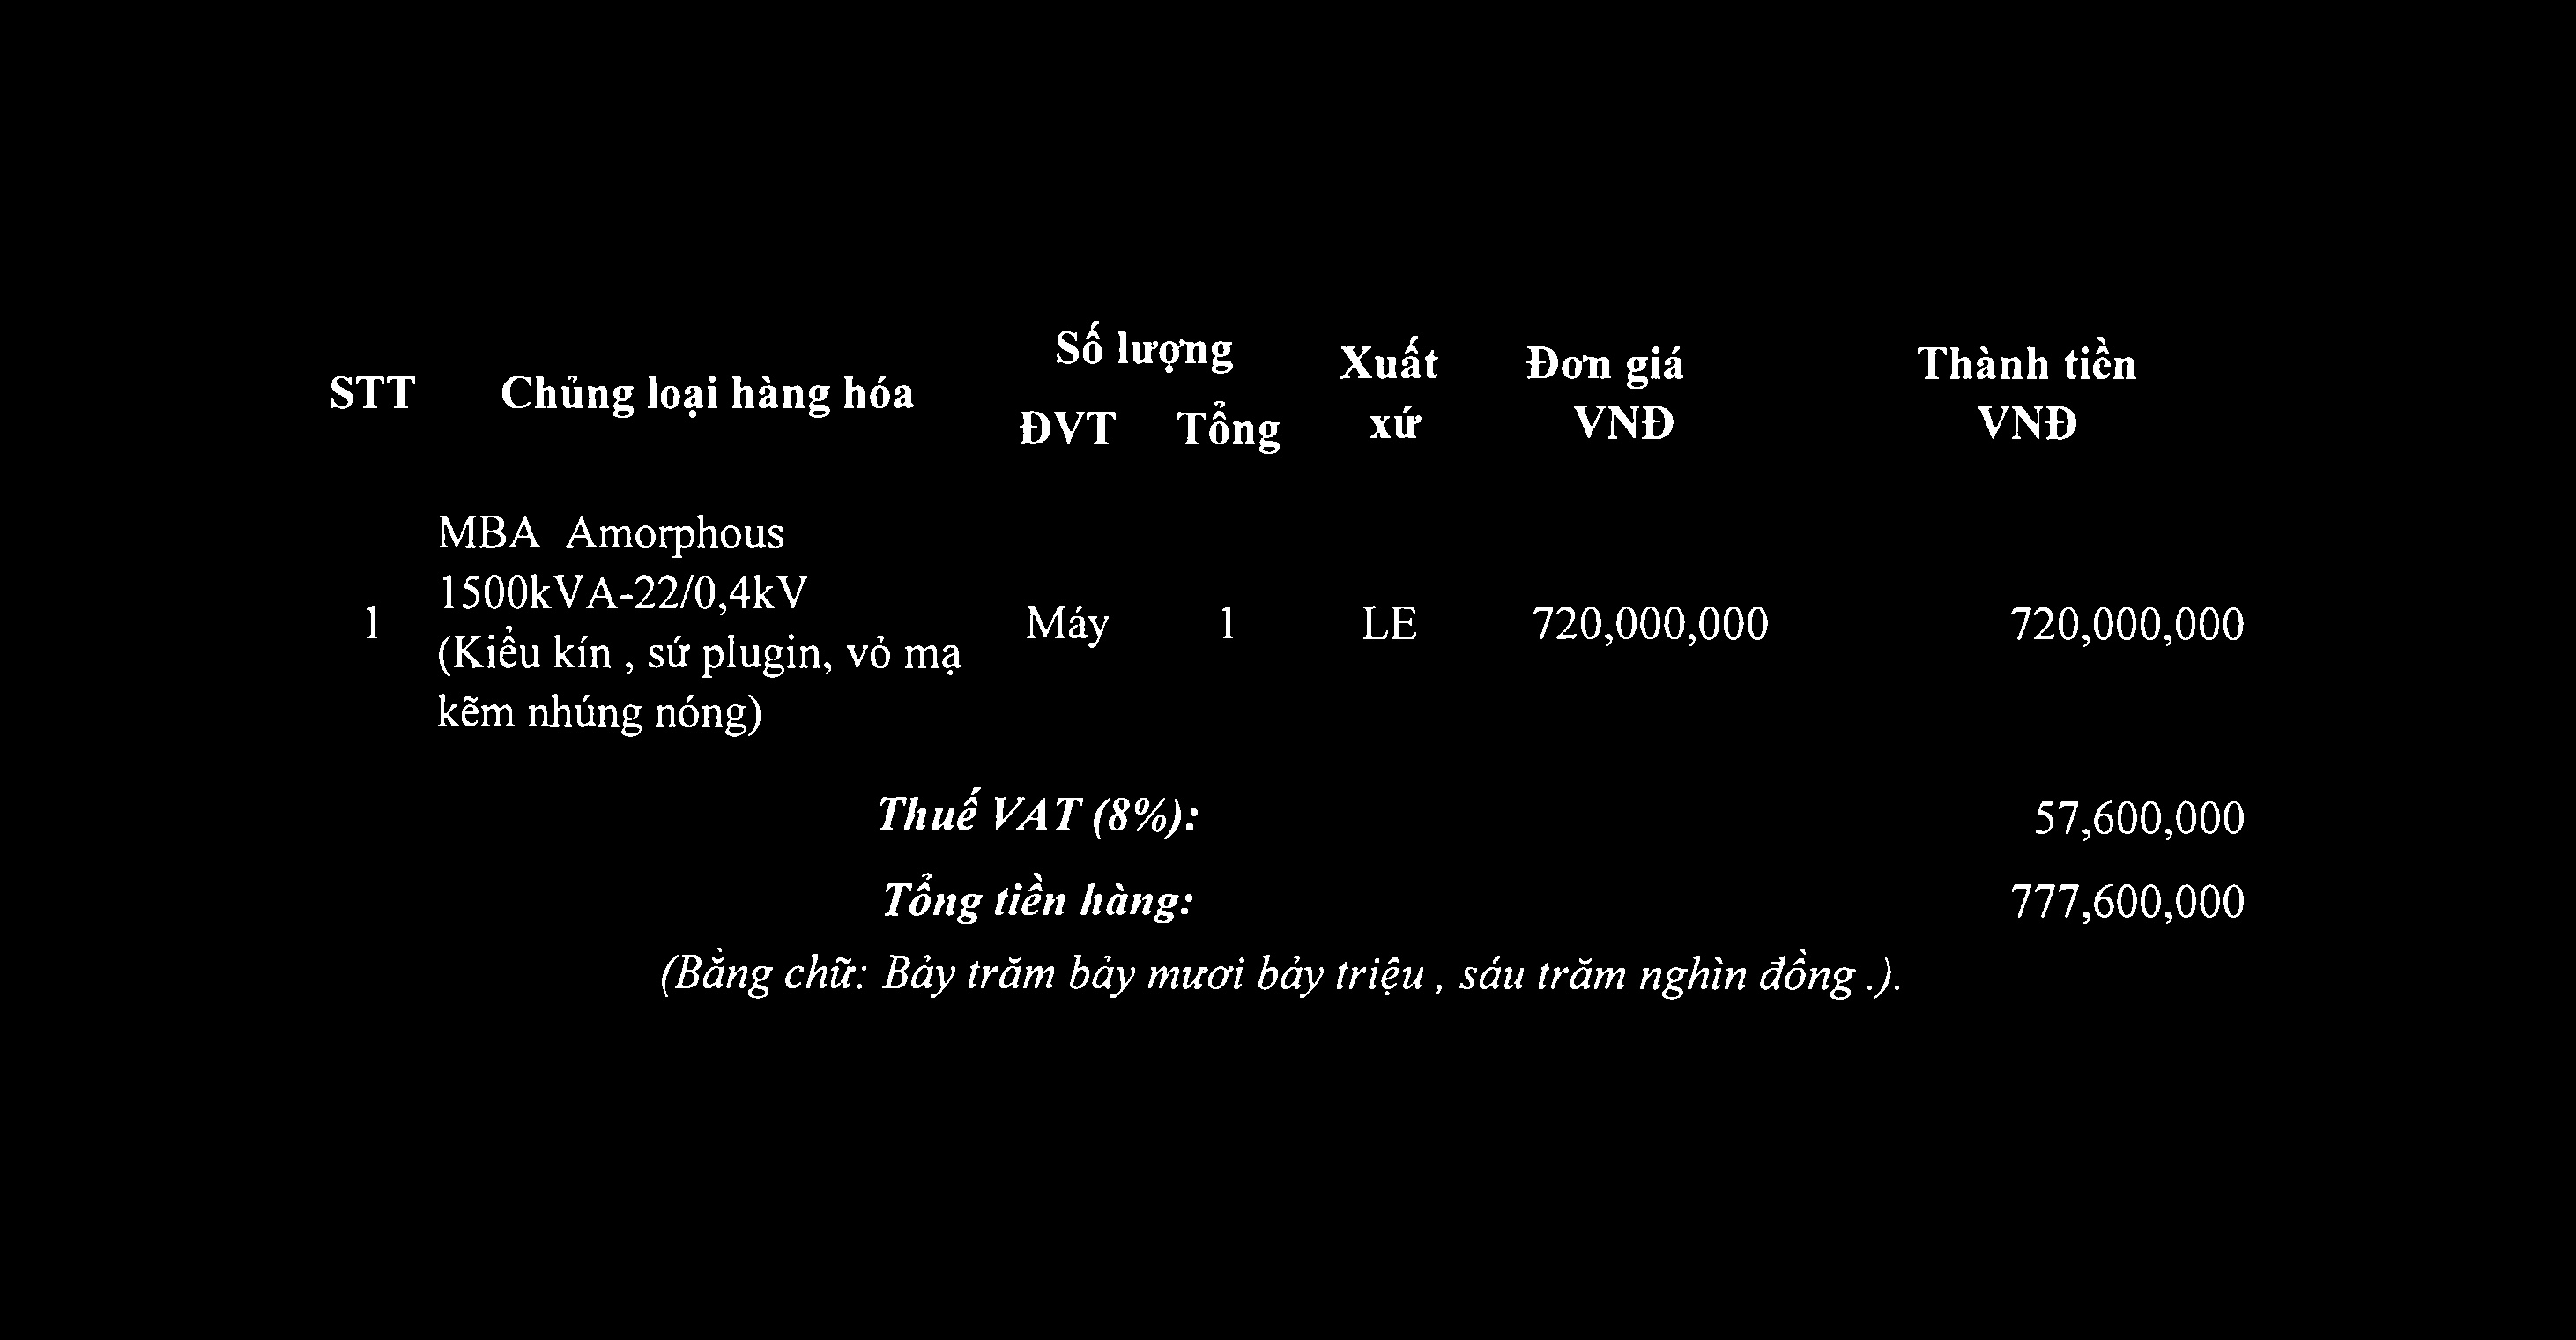 STT Chủng loại hàng hóa Số lượng Xuất xứ Đơn giá VNĐ Thành tiền VNĐ
ĐVT Tổng
1 MBA Amorphous 1500kVA-22/0,4kV (Kiểu kín , sứ plugin, vỏ mạ kẽm nhúng nóng) Máy 1 LE 720,000,000 720,000,000
Thuế VAT (8%): 57,600,000
Tổng tiền hàng: 777,600,000
(Bằng chữ: Bảy trăm bảy mươi bảy triệu , sáu trăm nghìn đồng .).